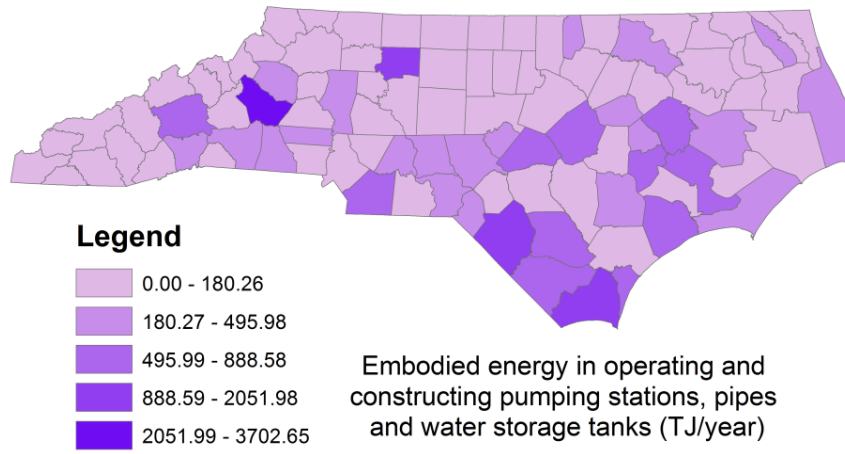 Legend
0.00 - 180.26
180.27 - 495.98
495.99 - 888.58
888.59 - 2051.98
2051.99 - 3702.65
Embodied energy in operating and
constructing pumping stations, pipes
and water storage tanks (TJ/year)